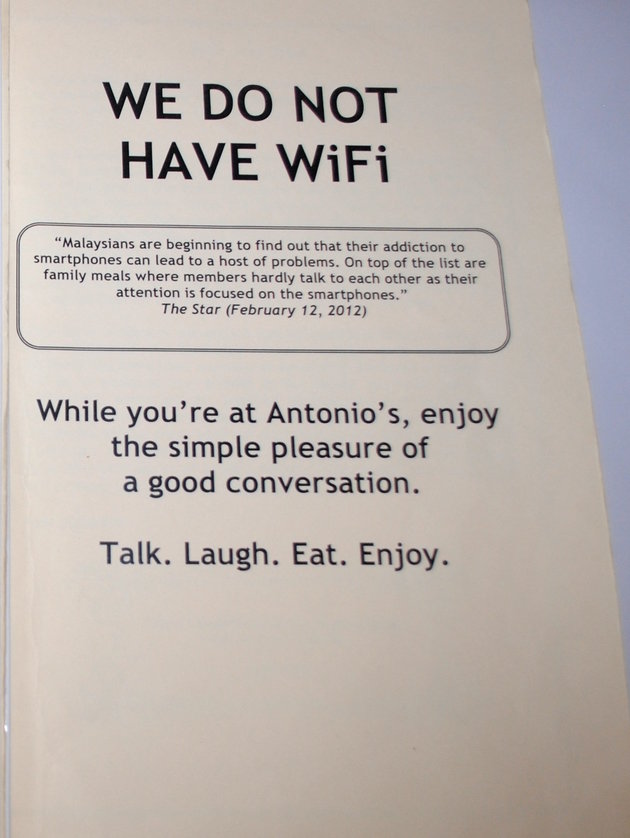 WE DO NOT
HAVE WiFi
“Malaysians are beginning to find out that their addiction to
smartphones can lead to a host of problems. On top of the list are
family meals where members hardly talk to each other as their
attention is focused on the smartphones.”
The Star (February 12, 2012)
While you’re at Antonio’s, enjoy
the simple pleasure of
a good conversation.
Talk. Laugh. Eat. Enjoy.